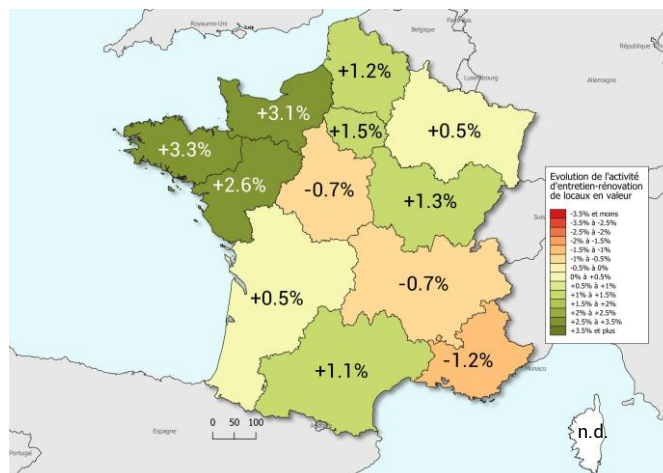 Royaume-Uni
Belgique
Pays-Bas
République
Luxembourg
Allemagne
+1.2%
+3.1%
+1.5%
+0.5%
+3.3%
+2.6%
-0.7%
+1.3%
Evolution de l'activité
d'entretien-rénovation
de locaux en valeur
-3.5% et moins
-3.5% à -2.5%
-2.5% à -2%
-2% à -1.5%
-1.5% à -1%
-1% à -0.5%
-0.5% à 0%
0% à +0.5%
+0.5% à +1%
+1% à +1.5%
+1.5% à +2%
+2% à +2.5%
+2.5% à +3.5%
+3.5% et plus
+0.5%
-0.7%
+1.1%
-1.2%
Monaco
0 50 100
Espagne
Portugal
n.d.